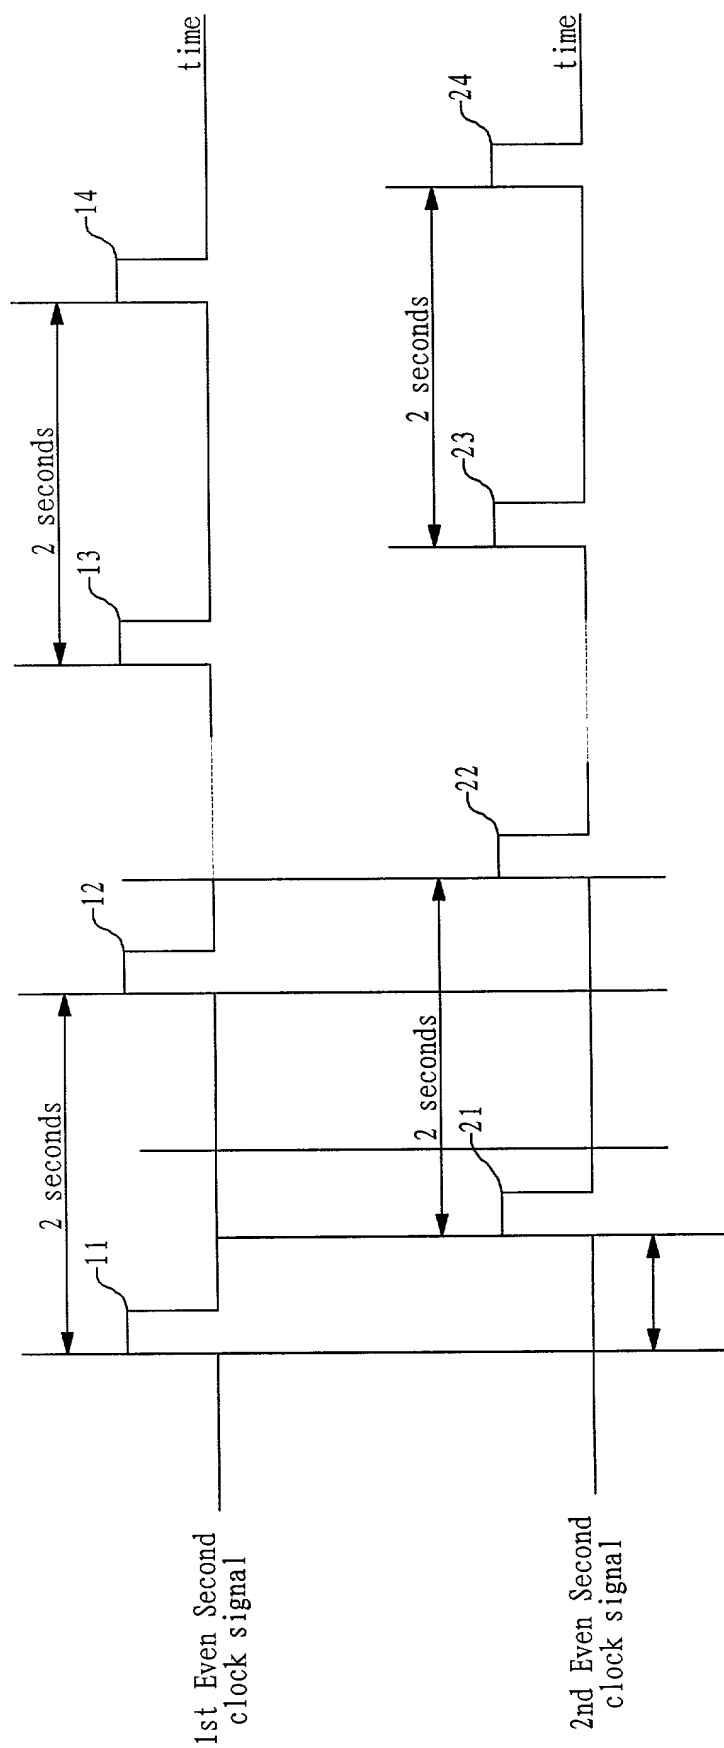 2 seconds
2 seconds
11
12
13
14
1st Even Second
clock signal
time
2 seconds
2 seconds
21
22
23
24
2nd Even Second
clock signal
time